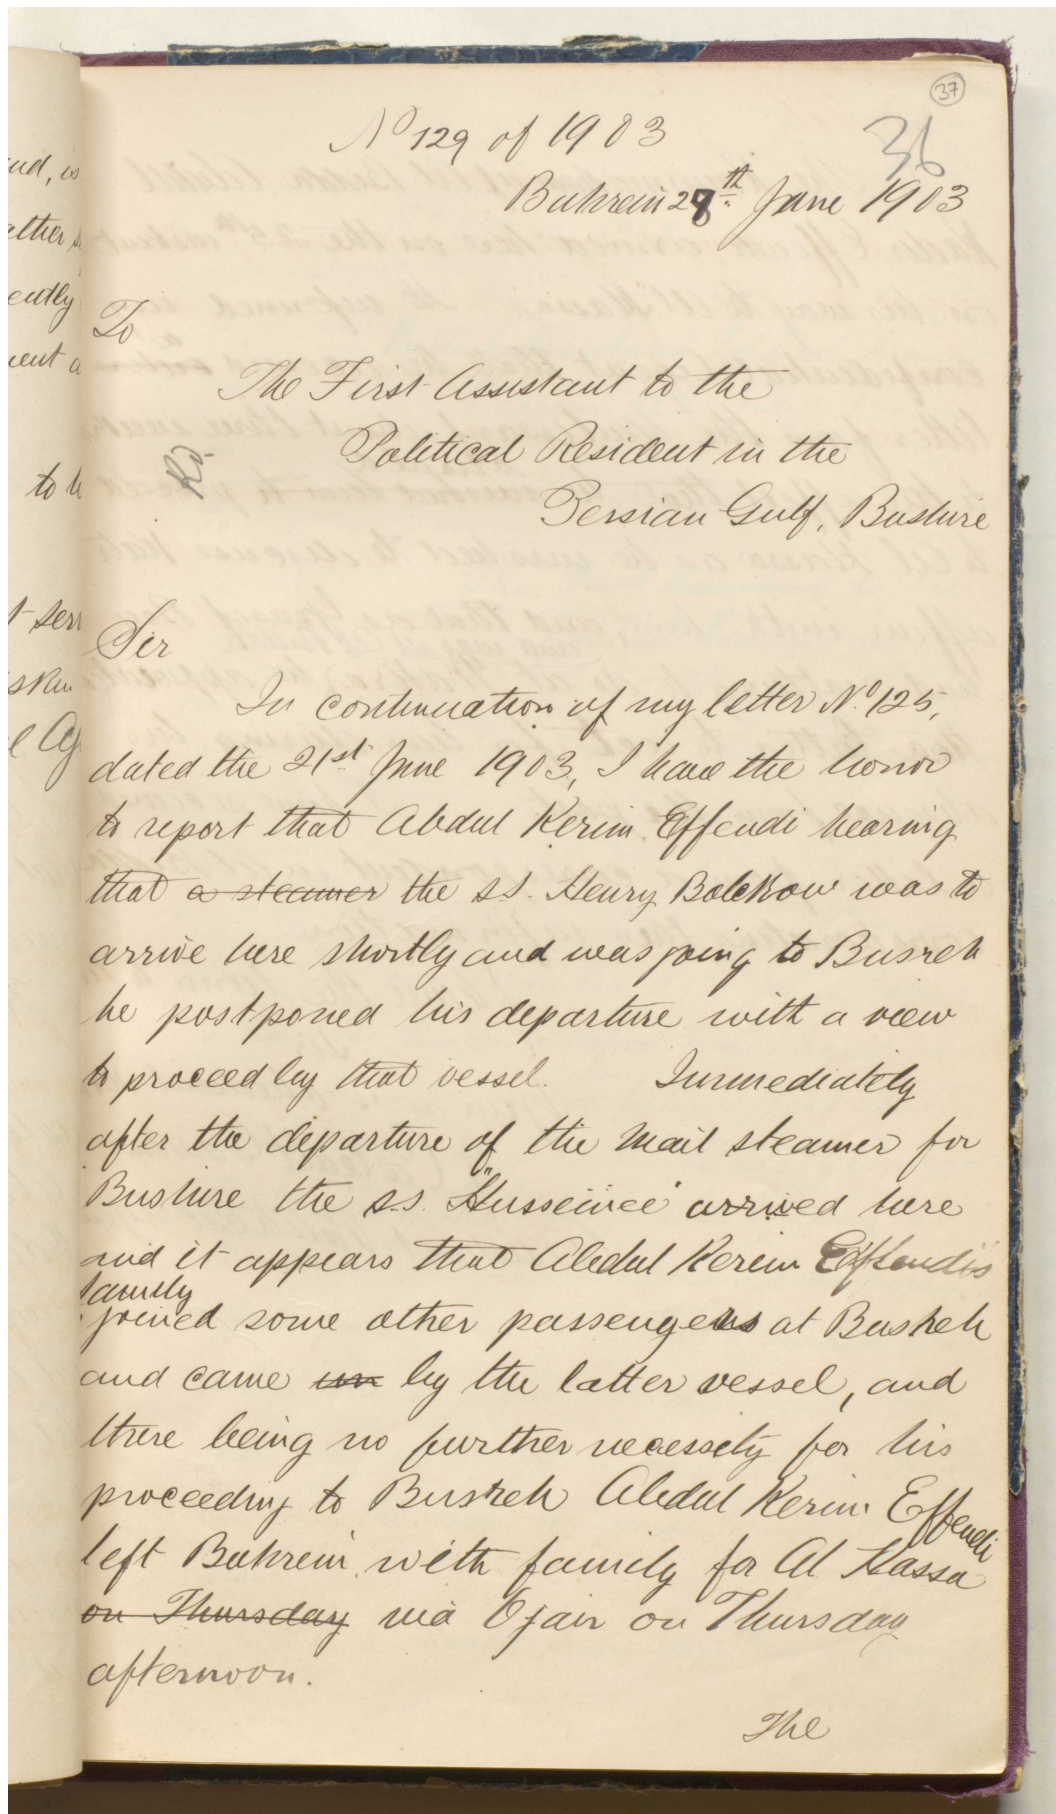 37
36
No 129 of 1903
Bahrein 28th June 1903
To
The First Assistant to the
Political Resident in the
Persian Gulf, Bushire
Sir
In continuation of my letter No. 125,
dated the 21st June 1903, I have the honor
to report that Abdul Kerim Effendi hearing
that a steamer the S.S. Henry Bolckow was to
arrive here shortly and was going to Busreh
he postponed his departure with a view
to proceed by that vessel. Immediately
after the departure of the mail steamer for
Bushire the s.s. "Husseinee" arrived here
and it appears that Abdul Kerim Effendi's
family
joined some other passengers at Busreh
and came by the latter vessel, and
there being no further necessity for his
proceeding to Busreh Abdul Kerim Effendi
left Bahrein with family for Al Hassa
on Thursday via Ojair on Thursday
afternoon.
The